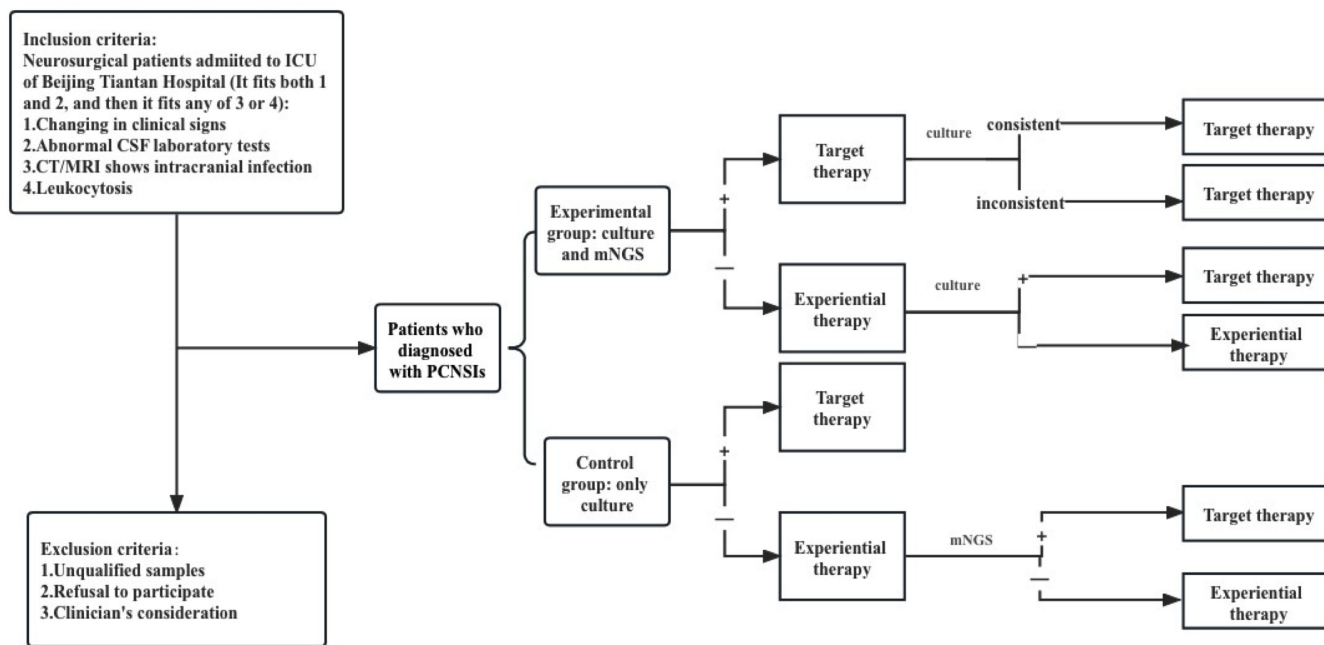 Inclusion criteria:
Neurosurgical patients admiited to ICU
of Beijing Tiantan Hospital (It fits both 1
and 2, and then it fits any of 3 or 4):
1.Changing in clinical signs
2.Abnormal CSF laboratory tests
3.CT/MRI shows intracranial infection
4.Leukocytosis
Exclusion criteria:
1.Unqualified samples
2.Refusal to participate
3.Clinician's consideration
Patients who
diagnosed
with PCNSIs
Experimental
group: culture
and mNGS
+
—
Target
therapy
culture
consistent
Target therapy
inconsistent
Target therapy
Experiential
therapy
culture
+
Target therapy
—
Experiential
therapy
Control
group: only
culture
+
—
Target
therapy
Experiential
therapy
mNGS
+
Target therapy
—
Experiential
therapy